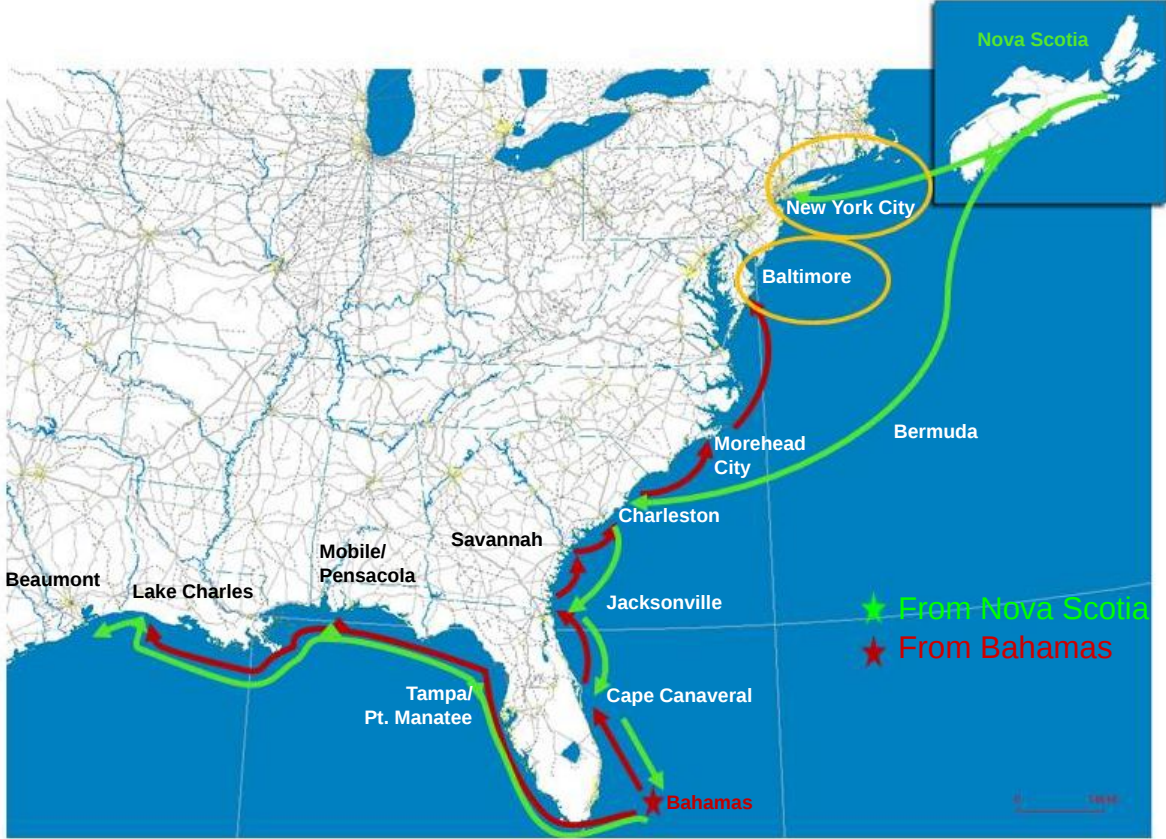 Nova Scotia
New York City
Baltimore
Bermuda
Morehead
City
Charleston
Savannah
Mobile/
Pensacola
Beaumont
Lake Charles
Jacksonville
From Nova Scotia
From Bahamas
Tampa/
Pt. Manatee
Cape Canaveral
Bahamas
0